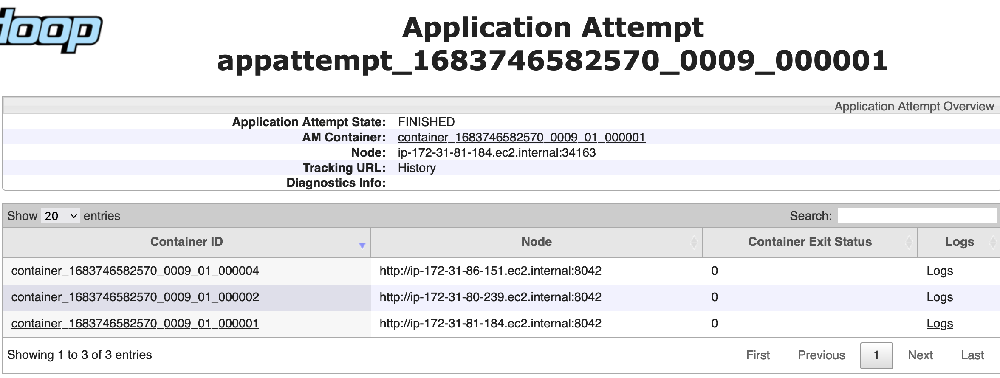 doop
Application Attempt
appattempt_1683746582570_0009_000001
Application Attempt Overview
Application Attempt State: FINISHED
AM Container: container_1683746582570_0009_01_000001
Node: ip-172-31-81-184.ec2.internal:34163
Tracking URL: History
Diagnostics Info:
Show 20 entries Search:
Container ID Node Container Exit Status Logs
container_1683746582570_0009_01_000004 http://ip-172-31-86-151.ec2.internal:8042 0 Logs
container_1683746582570_0009_01_000002 http://ip-172-31-80-239.ec2.internal:8042 0 Logs
container_1683746582570_0009_01_000001 http://ip-172-31-81-184.ec2.internal:8042 0 Logs
Showing 1 to 3 of 3 entries First Previous 1 Next Last